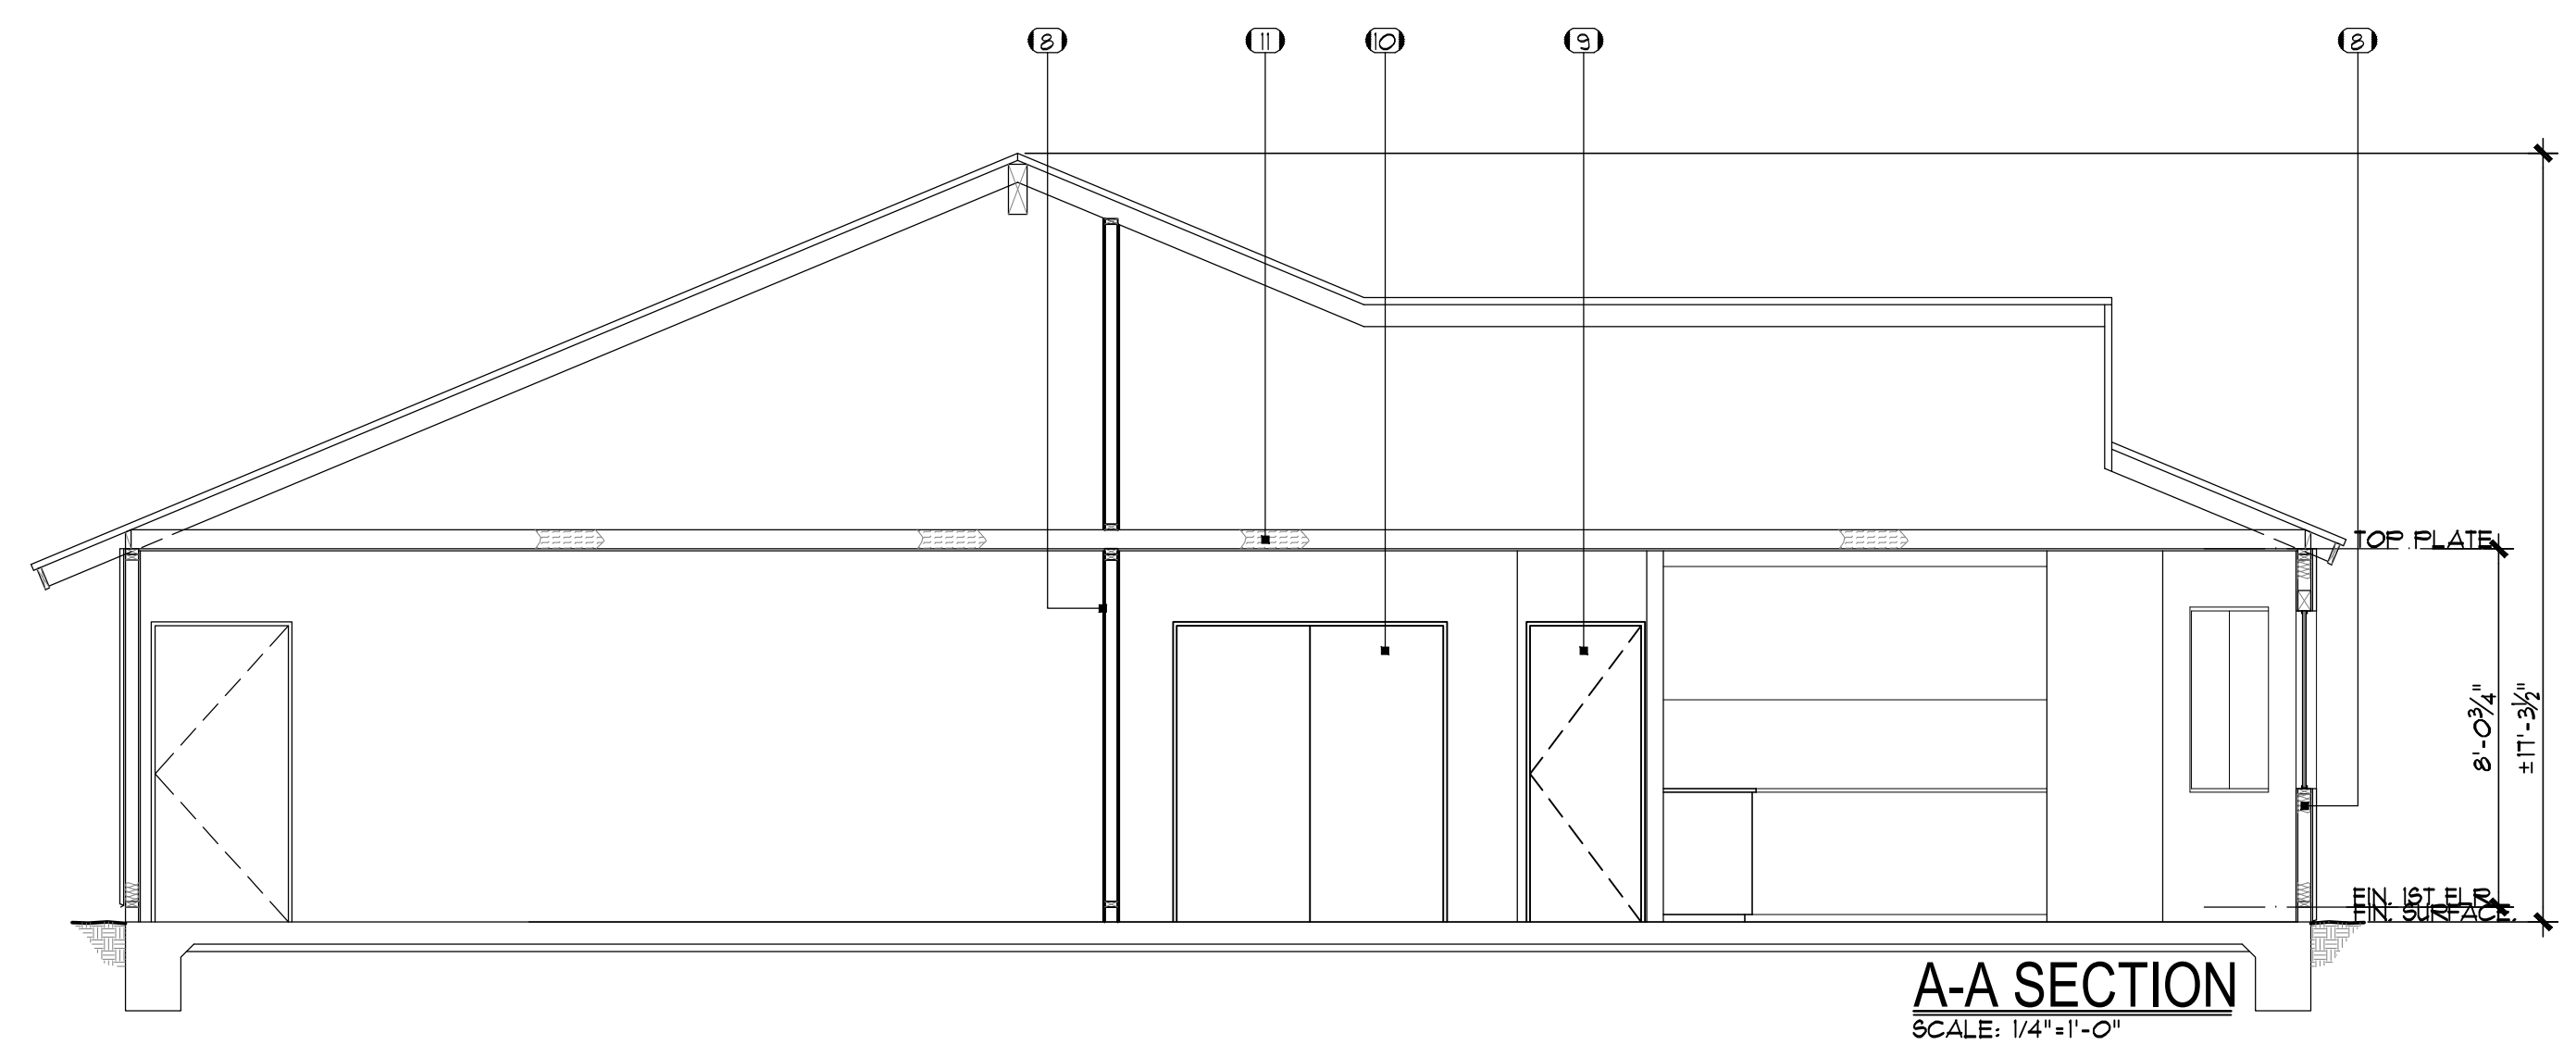 8
11
10
9
8
TOP PLATE
8'-0¾"
±17'-3½"
FIN. 1ST FLR.
FIN. SURFACE.
A-A SECTION
SCALE: 1/4"=1'-0"